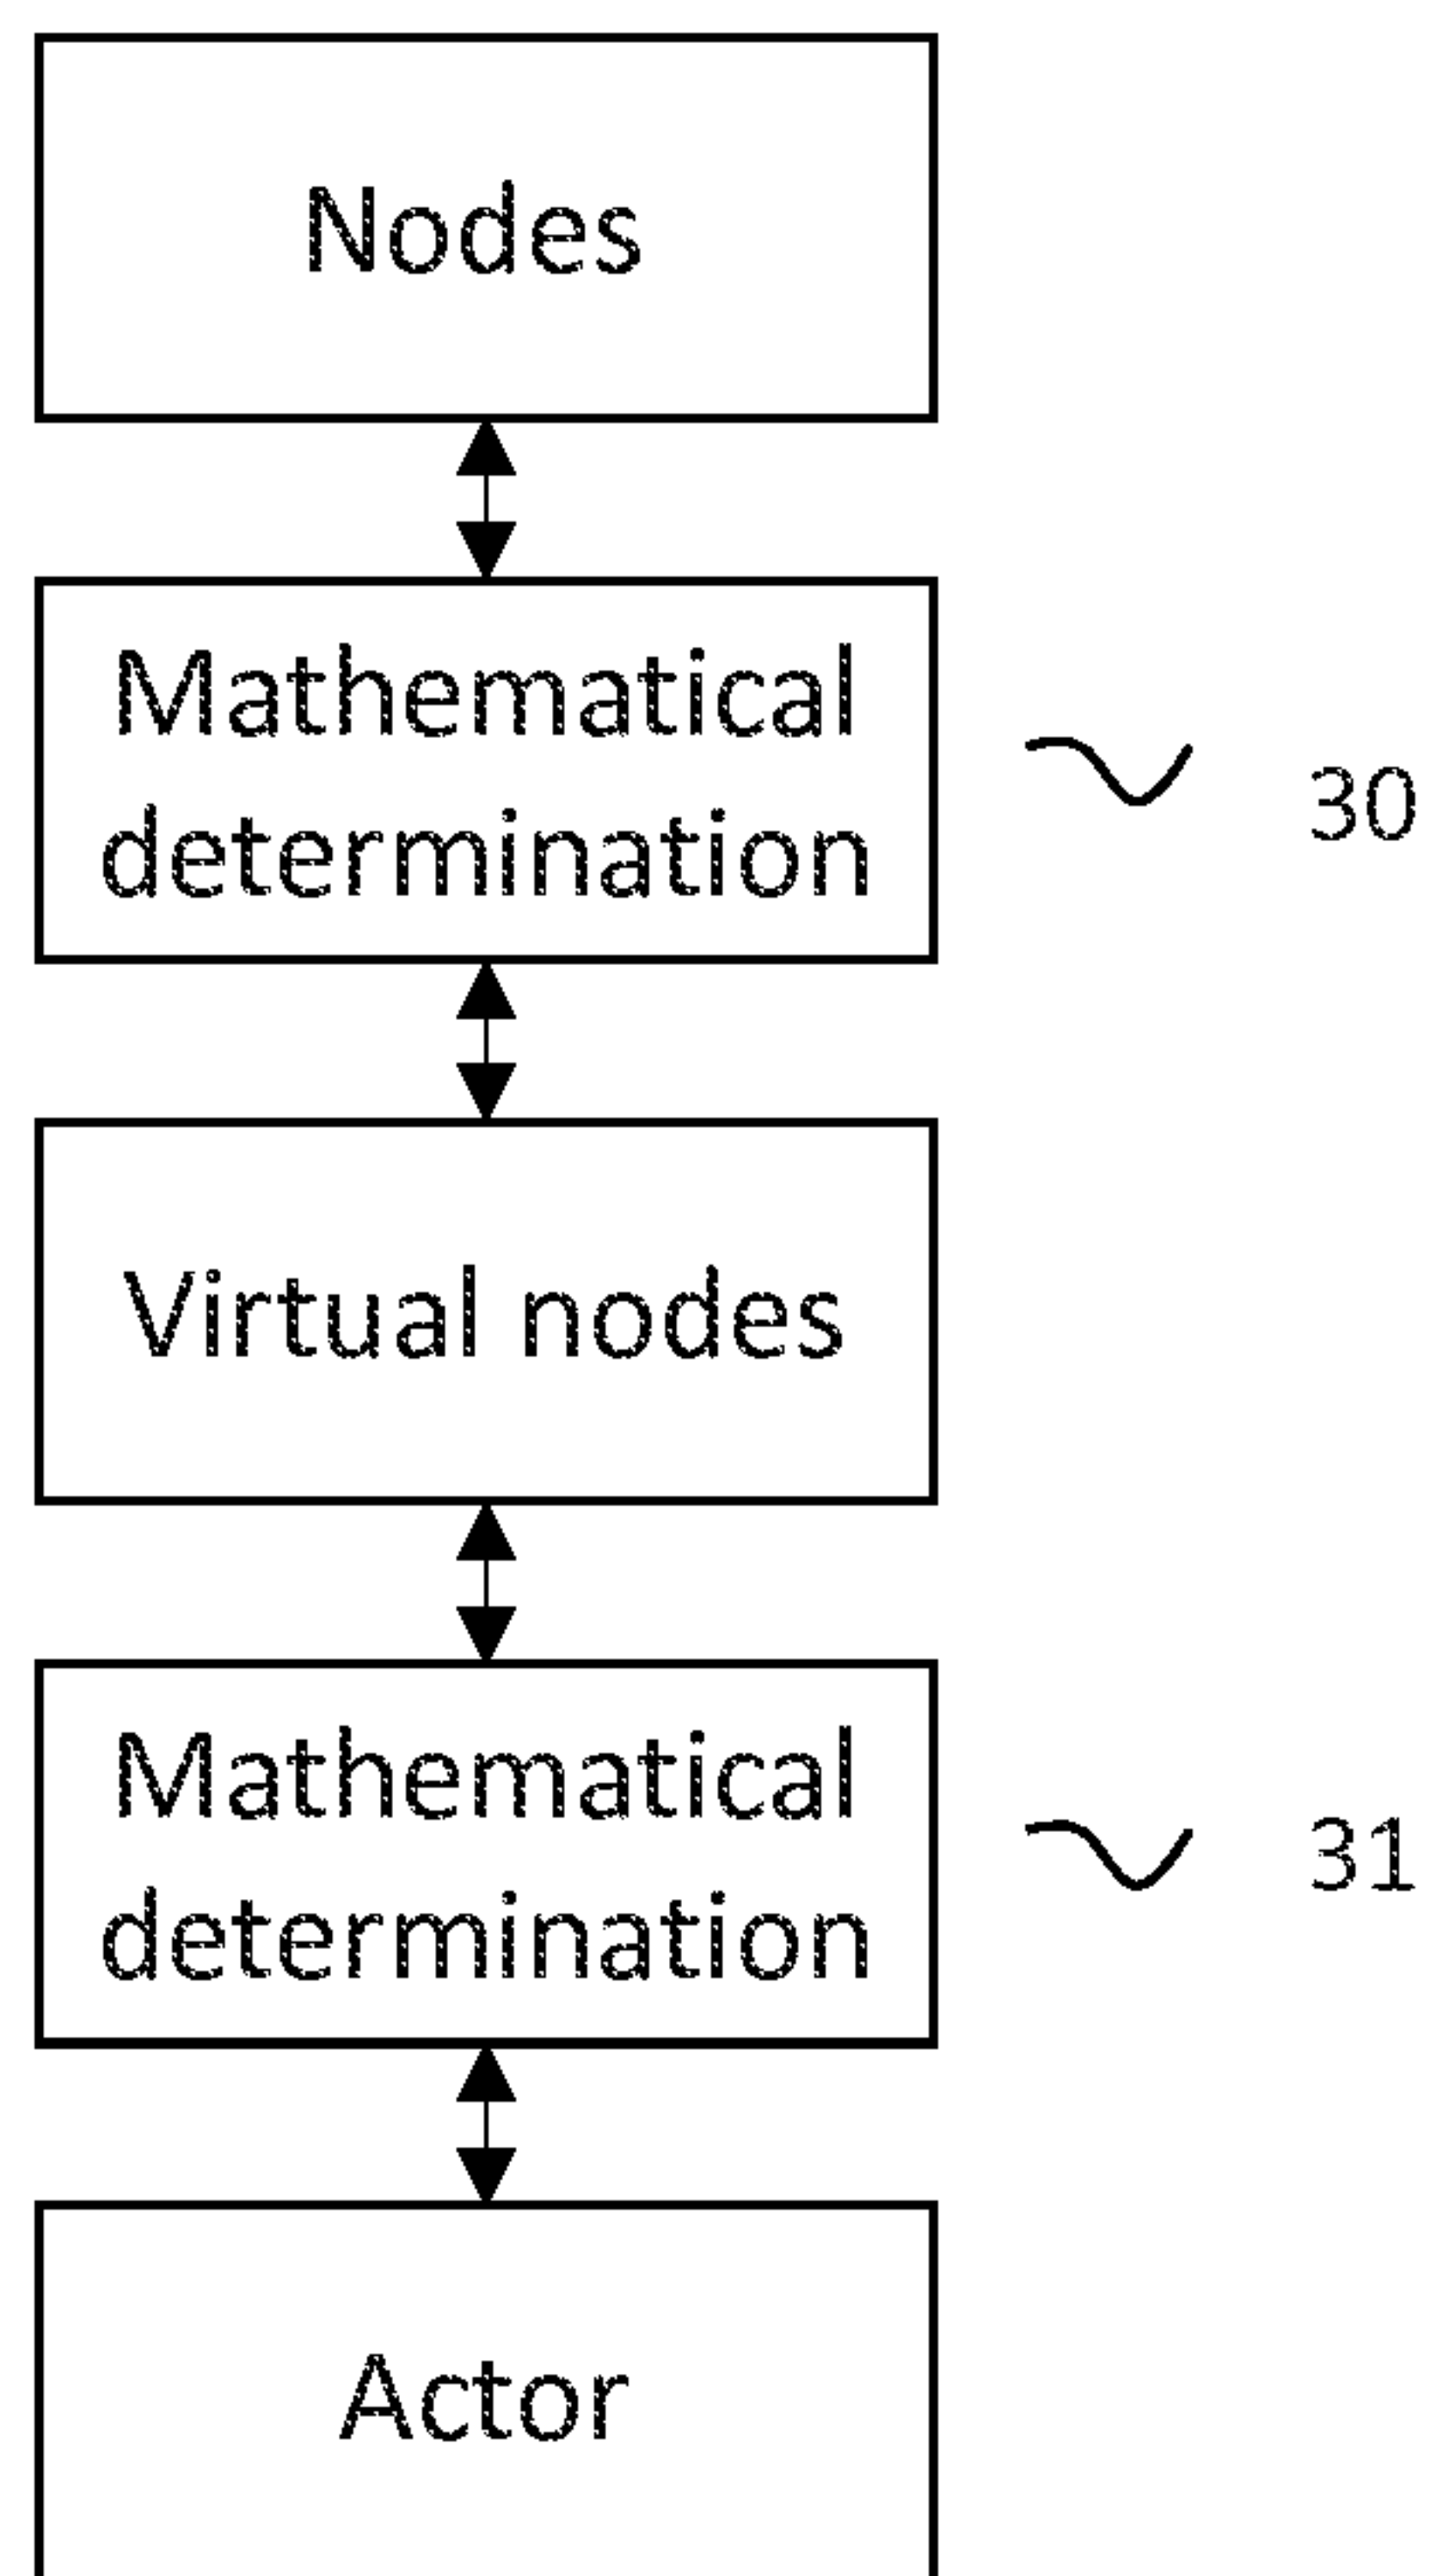 Nodes
Mathematical
determination
30
Virtual nodes
Mathematical
determination
31
Actor